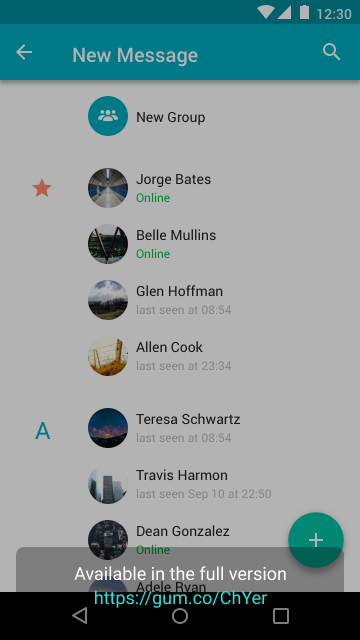 12:30
New Message
New Group
Jorge Bates
Online
Belle Mullins
Online
Glen Hoffman
last seen at 08:54
Allen Cook
last seen at 23:34
A
Teresa Schwartz
last seen at 08:54
Travis Harmon
last seen Sep 10 at 22:50
Dean Gonzalez
Online
Available in the full version
Adele Ryan
https://gum.co/ChYer